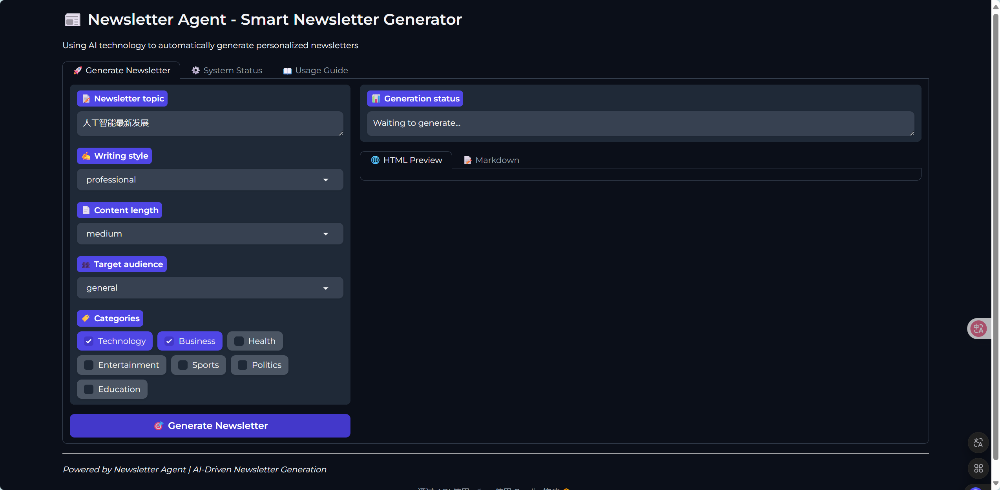 Newsletter Agent - Smart Newsletter Generator
Using AI technology to automatically generate personalized newsletters
Generate Newsletter
System Status
Usage Guide
Newsletter topic
人工智能最新发展
Writing style
professional
Content length
medium
Target audience
general
Categories
Technology
Business
Health
Entertainment
Sports
Politics
Education
Generate Newsletter
Generation status
Waiting to generate...
HTML Preview
Markdown
Powered by Newsletter Agent | AI-Driven Newsletter Generation